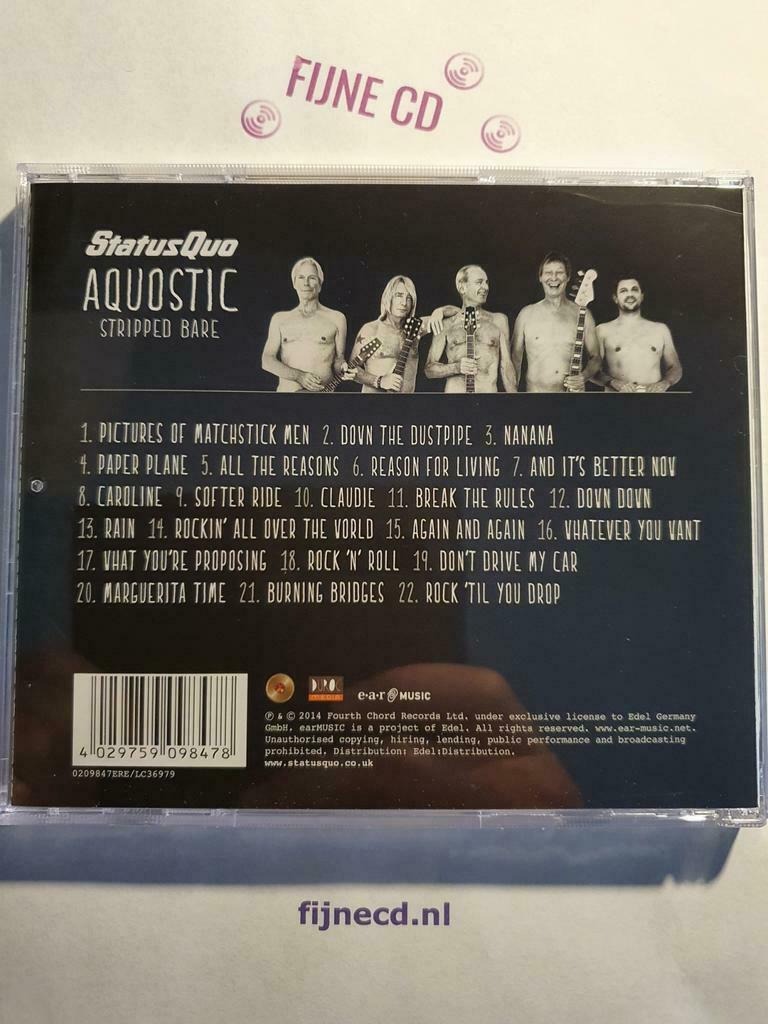 FIJNE CD
StatusQuo
AQUOSTIC
STRIPPED BARE
1. PICTURES OF MATCHSTICK MEN 2. DOWN THE DUSTPIPE 3. NANANA
4. PAPER PLANE 5. ALL THE REASONS 6. REASON FOR LIVING 7. AND IT'S BETTER NOW
8. CAROLINE 9. SOFTER RIDE 10. CLAUDIE 11. BREAK THE RULES 12. DOWN DOWN
13. RAIN 14. ROCKIN' ALL OVER THE WORLD 15. AGAIN AND AGAIN 16. WHATEVER YOU WANT
17. WHAT YOU'RE PROPOSING 18. ROCK 'N' ROLL 19. DON'T DRIVE MY CAR
20. MARGUERITA TIME 21. BURNING BRIDGES 22. ROCK 'TIL YOU DROP
DUROC
MEDIA
e·a·r MUSIC
℗ & © 2014 Fourth Chord Records Ltd. under exclusive license to Edel Germany
GmbH. earMUSIC is a project of Edel. All rights reserved. www.ear-music.net.
Unauthorised copying, hiring, lending, public performance and broadcasting
prohibited. Distribution: Edel:Distribution.
www.statusquo.co.uk
4 029759 098478
0209847ERE/LC36979
fijnecd.nl